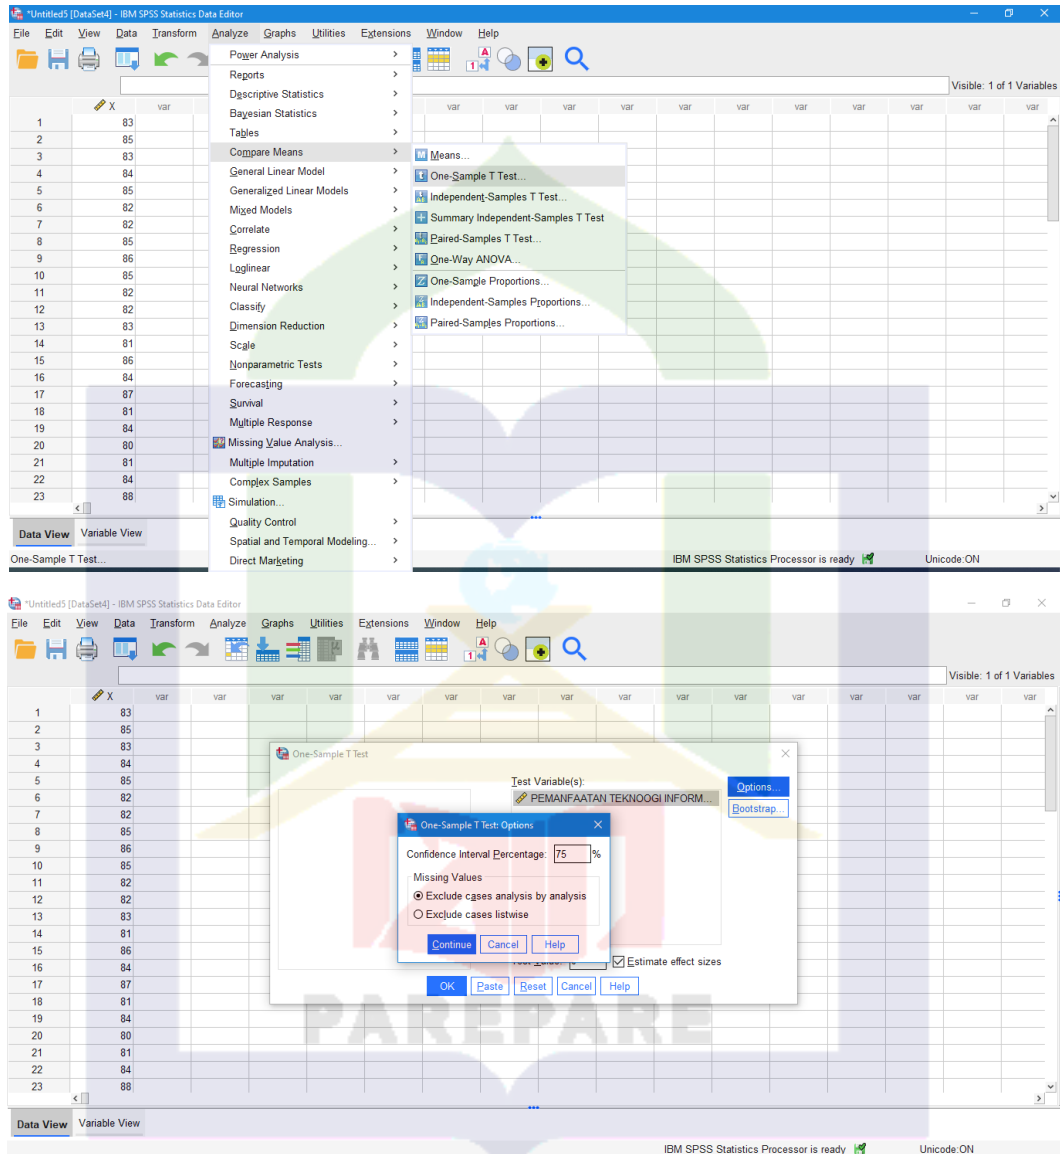 *Untitled5 [DataSet4] - IBM SPSS Statistics Data Editor
File Edit View Data Transform Analyze Graphs Utilities Extensions Window Help
Visible: 1 of 1 Variables
X var var var var var var var var var var var var
1 83
2 85
3 83
4 84
5 85
6 82
7 82
8 85
9 86
10 85
11 82
12 82
13 83
14 81
15 86
16 84
17 87
18 81
19 84
20 80
21 81
22 84
23 88
Power Analysis
Reports
Descriptive Statistics
Bayesian Statistics
Tables
Compare Means
General Linear Model
Generalized Linear Models
Mixed Models
Correlate
Regression
Loglinear
Neural Networks
Classify
Dimension Reduction
Scale
Nonparametric Tests
Forecasting
Survival
Multiple Response
Missing Value Analysis...
Multiple Imputation
Complex Samples
Simulation...
Quality Control
Spatial and Temporal Modeling...
Direct Marketing
Means...
One-Sample T Test...
Independent-Samples T Test...
Summary Independent-Samples T Test
Paired-Samples T Test...
One-Way ANOVA...
One-Sample Proportions...
Independent-Samples Proportions...
Paired-Samples Proportions...
Data View Variable View
One-Sample T Test... IBM SPSS Statistics Processor is ready Unicode:ON
*Untitled5 [DataSet4] - IBM SPSS Statistics Data Editor
File Edit View Data Transform Analyze Graphs Utilities Extensions Window Help
Visible: 1 of 1 Variables
X var var var var var var var var var var var var var var var var
1 83
2 85
3 83
4 84
5 85
6 82
7 82
8 85
9 86
10 85
11 82
12 82
13 83
14 81
15 86
16 84
17 87
18 81
19 84
20 80
21 81
22 84
23 88
One-Sample T Test
Test Variable(s):
PEMANFAATAN TEKNOOGI INFORM...
Options...
Bootstrap...
One-Sample T Test: Options
Confidence Interval Percentage: 75 %
Missing Values
Exclude cases analysis by analysis
Exclude cases listwise
Continue Cancel Help
Estimate effect sizes
OK Paste Reset Cancel Help
PAREPARE
Data View Variable View
IBM SPSS Statistics Processor is ready Unicode:ON